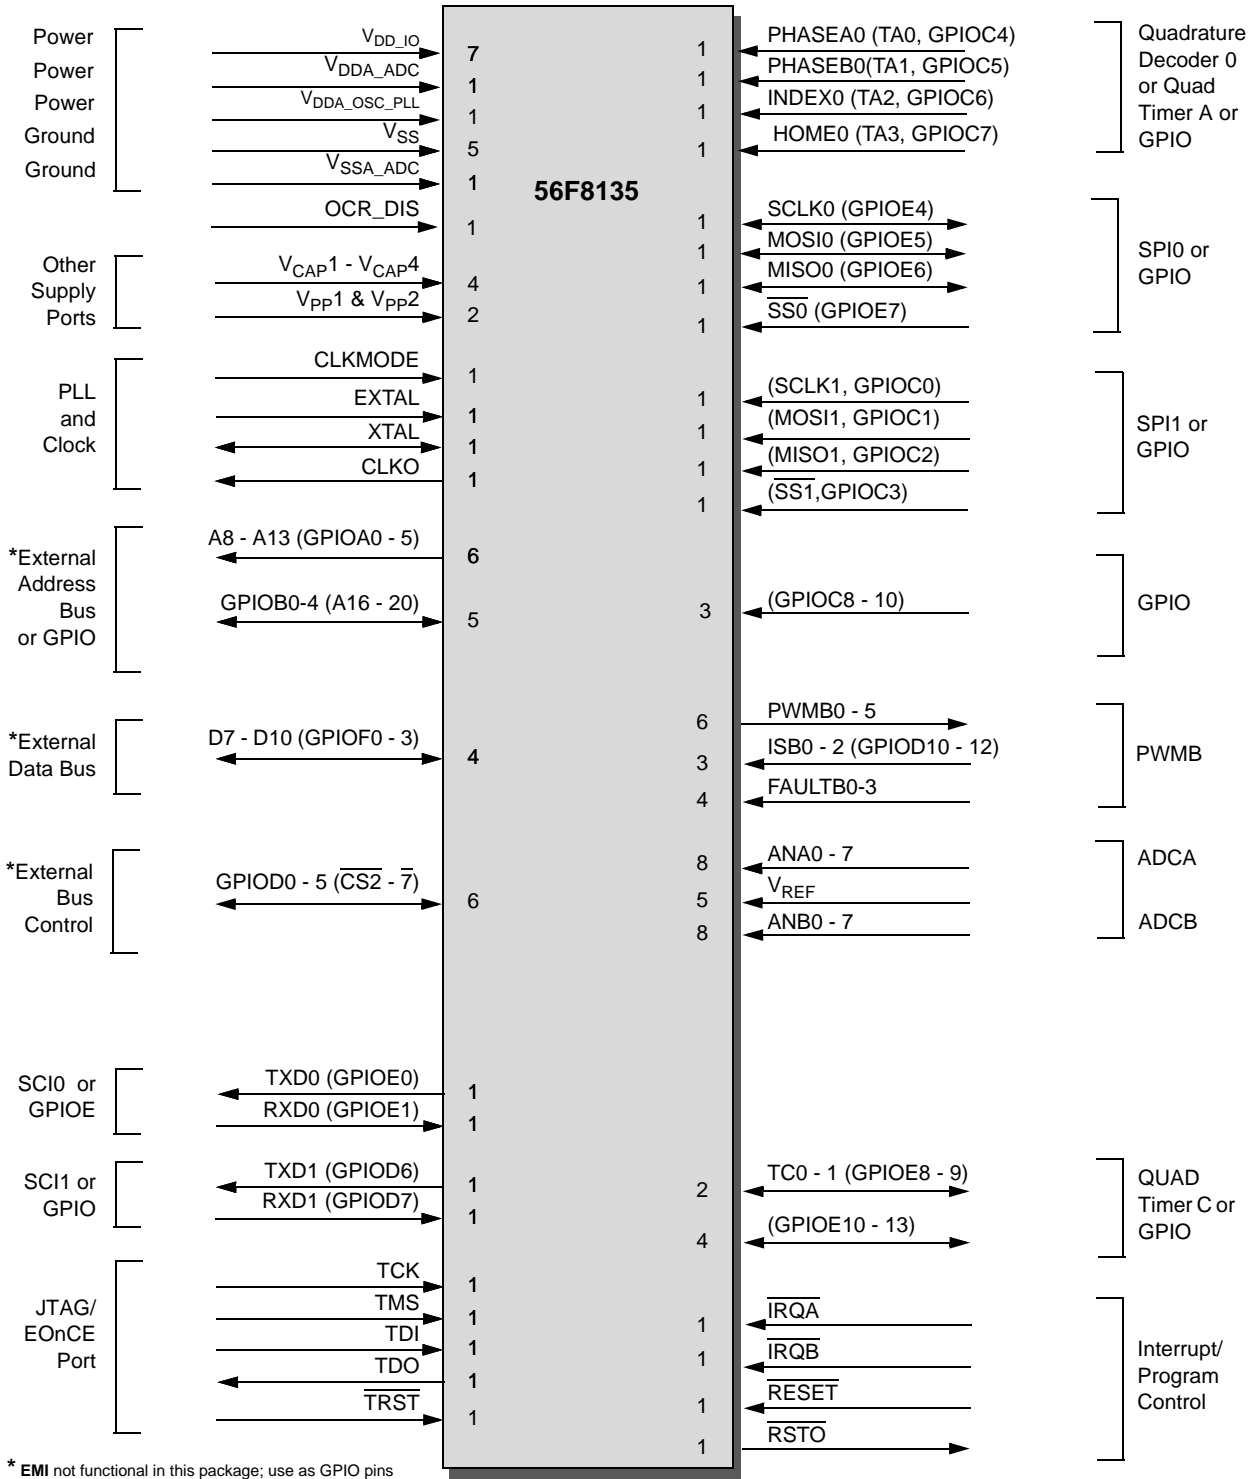 56F8135
Power
V_DD_IO
7
Power
V_DDA_ADC
1
Power
V_DDA_OSC_PLL
1
Ground
V_SS
5
Ground
V_SSA_ADC
1
OCR_DIS
1
Other
Supply
Ports
V_CAP1 - V_CAP4
4
V_PP1 & V_PP2
2
PLL
and
Clock
CLKMODE
1
EXTAL
1
XTAL
1
CLKO
1
*External
Address
Bus
or GPIO
A8 - A13 (GPIOA0 - 5)
6
GPIOB0-4 (A16 - 20)
5
*External
Data Bus
D7 - D10 (GPIOF0 - 3)
4
*External
Bus
Control
GPIOD0 - 5 (CS2 - 7)
6
SCI0 or
GPIOE
TXD0 (GPIOE0)
1
RXD0 (GPIOE1)
1
SCI1 or
GPIO
TXD1 (GPIOD6)
1
RXD1 (GPIOD7)
1
JTAG/
EOnCE
Port
TCK
1
TMS
1
TDI
1
TDO
1
TRST
1
1
PHASEA0 (TA0, GPIOC4)
1
PHASEB0(TA1, GPIOC5)
1
INDEX0 (TA2, GPIOC6)
1
HOME0 (TA3, GPIOC7)
Quadrature
Decoder 0
or Quad
Timer A or
GPIO
1
SCLK0 (GPIOE4)
1
MOSI0 (GPIOE5)
1
MISO0 (GPIOE6)
1
SS0 (GPIOE7)
SPI0 or
GPIO
1
(SCLK1, GPIOC0)
1
(MOSI1, GPIOC1)
1
(MISO1, GPIOC2)
1
(SS1,GPIOC3)
SPI1 or
GPIO
3
(GPIOC8 - 10)
GPIO
6
PWMB0 - 5
3
ISB0 - 2 (GPIOD10 - 12)
4
FAULTB0-3
PWMB
8
ANA0 - 7
5
V_REF
8
ANB0 - 7
ADCA
ADCB
2
TC0 - 1 (GPIOE8 - 9)
4
(GPIOE10 - 13)
QUAD
Timer C or
GPIO
1
IRQA
1
IRQB
1
RESET
1
RSTO
Interrupt/
Program
Control
* EMI not functional in this package; use as GPIO pins